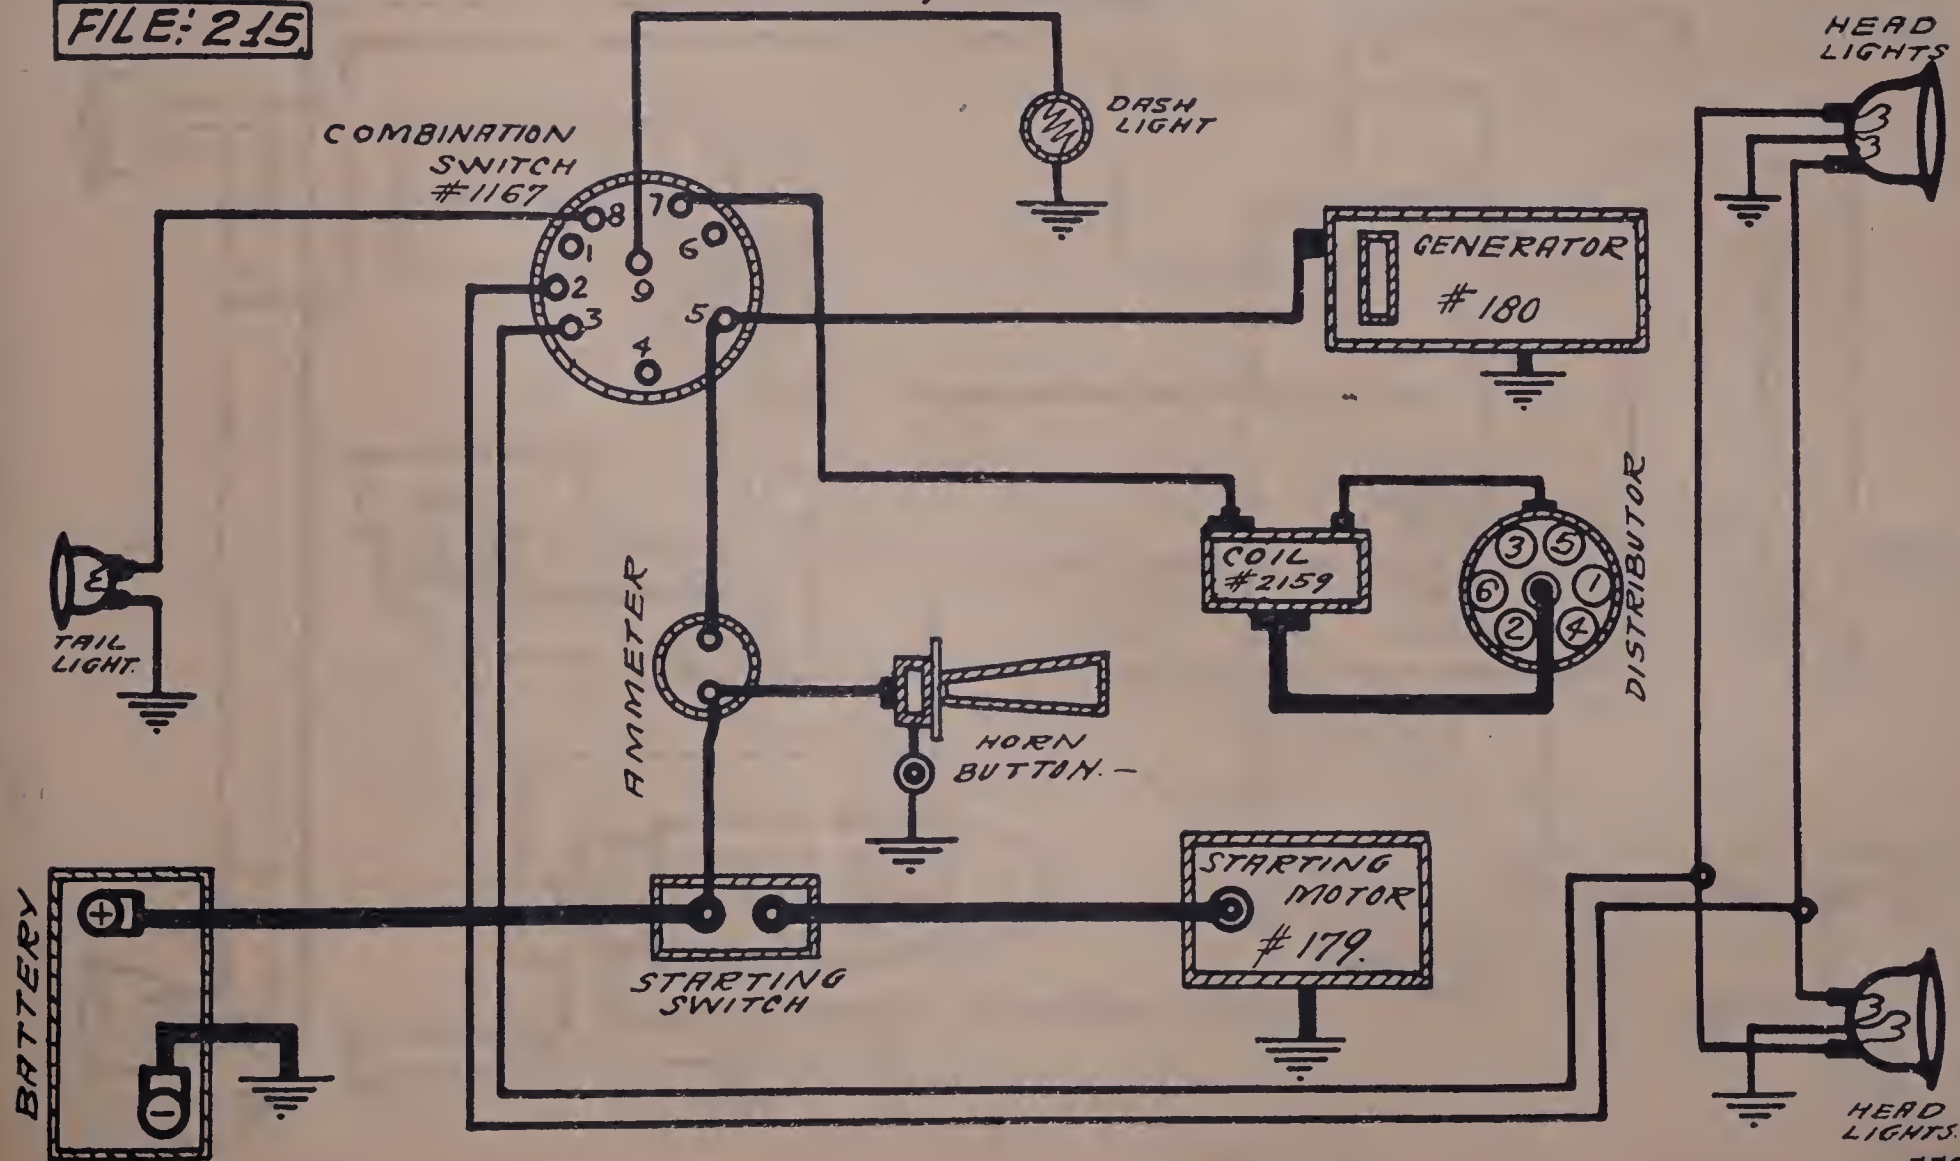 FILE: 215
HEAD
LIGHTS
DASH
LIGHT
COMBINATION
SWITCH
#1167
8
7
1
6
2
9
3
5
4
GENERATOR
# 180
COIL
#2159
3
5
6
1
2
4
DISTRIBUTOR
TAIL
LIGHT.
AMMETER
HORN
BUTTON. –
BATTERY
+
−
STARTING
SWITCH
STARTING
MOTOR
# 179.
HEAD
LIGHTS.